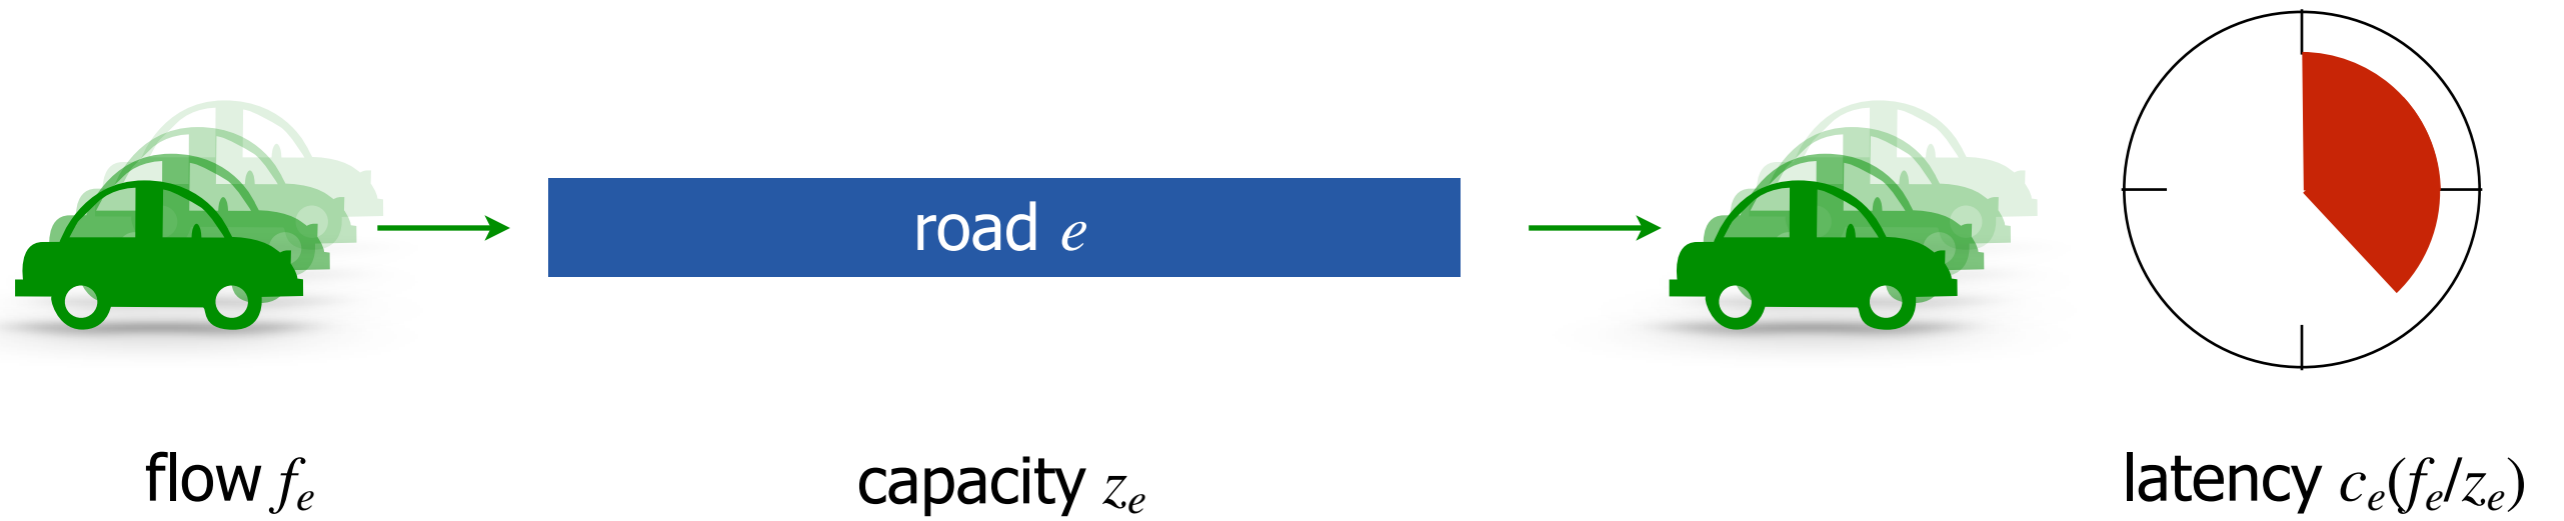 road e
flow fₑ
capacity zₑ
latency cₑ(fₑ/zₑ)